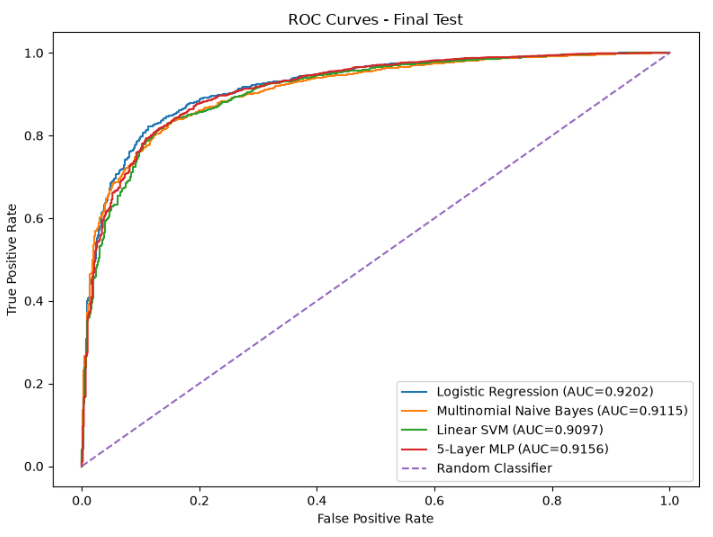 ROC Curves - Final Test
True Positive Rate
1.0
0.8
0.6
0.4
0.2
0.0
Logistic Regression (AUC=0.9202)
Multinomial Naive Bayes (AUC=0.9115)
Linear SVM (AUC=0.9097)
5-Layer MLP (AUC=0.9156)
Random Classifier
0.0 0.2 0.4 0.6 0.8 1.0
False Positive Rate